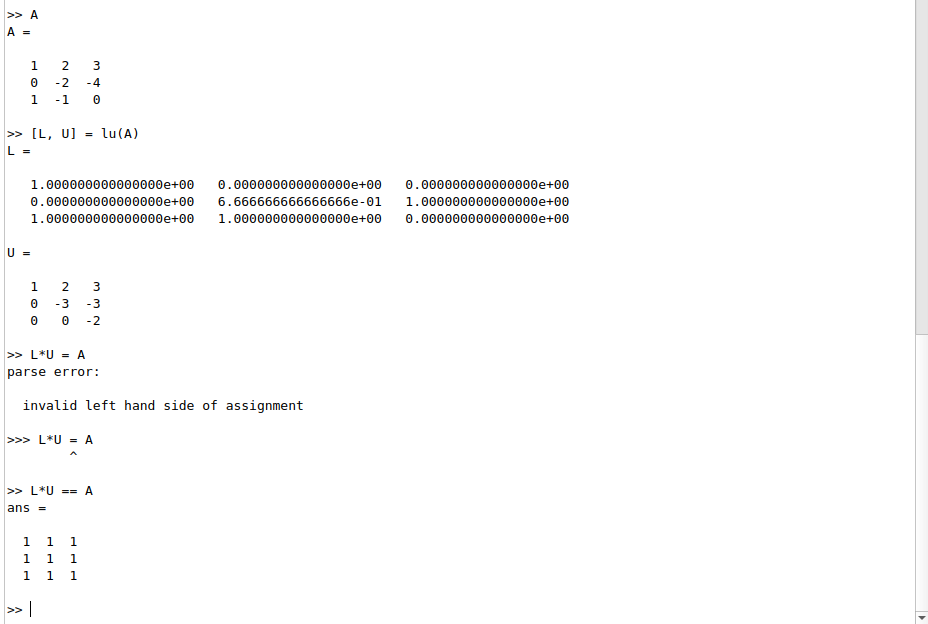 >> A
A =
1 2 3
0 -2 -4
1 -1 0
>> [L, U] = lu(A)
L =
1.000000000000000e+00 0.000000000000000e+00 0.000000000000000e+00
0.000000000000000e+00 6.666666666666666e-01 1.000000000000000e+00
1.000000000000000e+00 1.000000000000000e+00 0.000000000000000e+00
U =
1 2 3
0 -3 -3
0 0 -2
>> L*U = A
parse error:
invalid left hand side of assignment
>>> L*U = A
^
>> L*U == A
ans =
1 1 1
1 1 1
1 1 1
>>